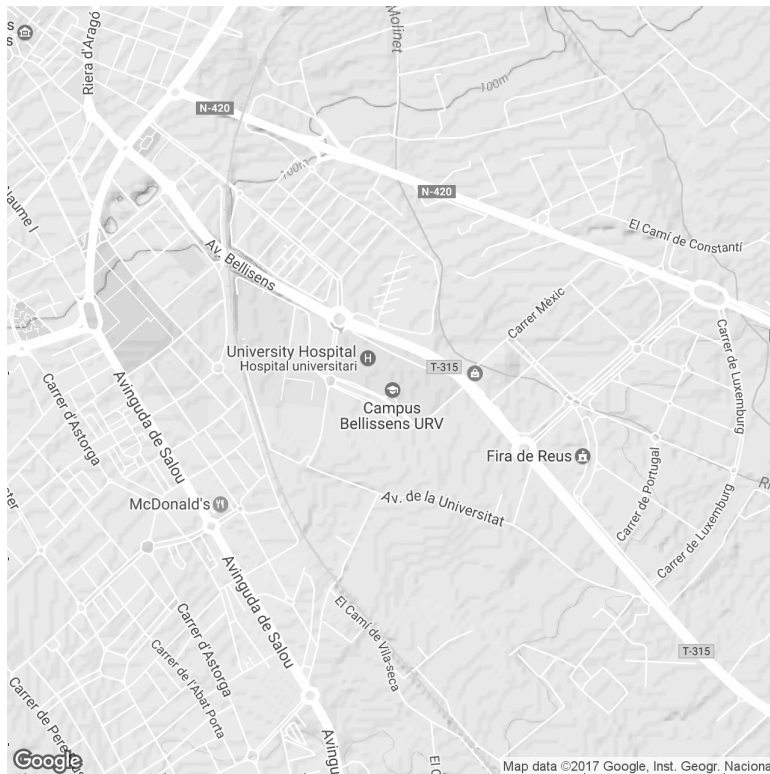 Molinet
Riera d'Aragó
100m
N-420
100m
N-420
Jaume I
El Camí de Constantí
Av. Bellisens
Carrer Mèxic
Carrer de Luxemburg
University Hospital
Hospital universitari
H
T-315
Carrer d'Astorga
Avinguda de Salou
Campus
Bellissens URV
Fira de Reus
Carrer de Portugal
Av. de la Universitat
McDonald's
Carrer de Luxemburg
Avinguda de Salou
El Camí de Vila-seca
Carrer d'Astorga
Carrer de l'Abat Porta
T-315
Carrer de Pere
Avingu
El C
Google
Map data ©2017 Google, Inst. Geogr. Naciona